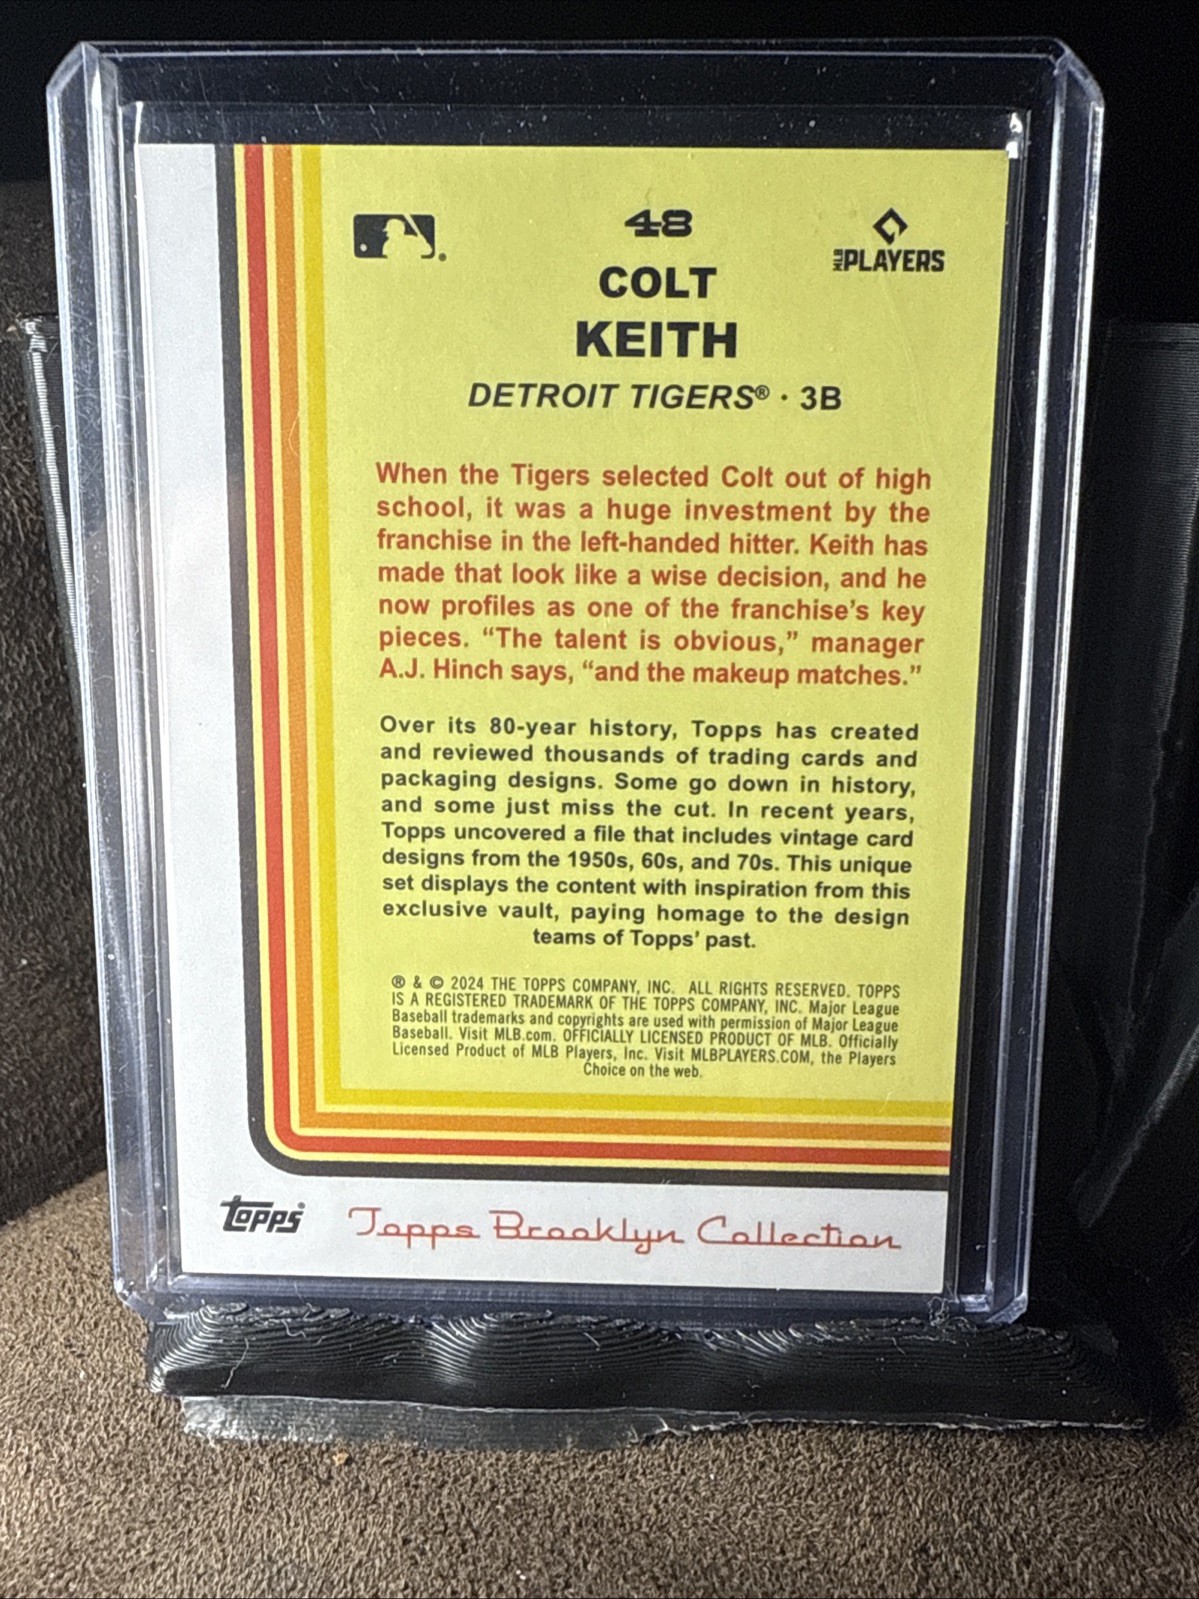 48
MLB PLAYERS
COLT
KEITH
DETROIT TIGERS® · 3B
When the Tigers selected Colt out of high
school, it was a huge investment by the
franchise in the left-handed hitter. Keith has
made that look like a wise decision, and he
now profiles as one of the franchise’s key
pieces. “The talent is obvious,” manager
A.J. Hinch says, “and the makeup matches.”
Over its 80-year history, Topps has created
and reviewed thousands of trading cards and
packaging designs. Some go down in history,
and some just miss the cut. In recent years,
Topps uncovered a file that includes vintage card
designs from the 1950s, 60s, and 70s. This unique
set displays the content with inspiration from this
exclusive vault, paying homage to the design
teams of Topps’ past.
® & © 2024 THE TOPPS COMPANY, INC. ALL RIGHTS RESERVED. TOPPS
IS A REGISTERED TRADEMARK OF THE TOPPS COMPANY, INC. Major League
Baseball trademarks and copyrights are used with permission of Major League
Baseball. Visit MLB.com. OFFICIALLY LICENSED PRODUCT OF MLB. Officially
Licensed Product of MLB Players, Inc. Visit MLBPLAYERS.COM, the Players
Choice on the web.
topps® Topps Brooklyn Collection